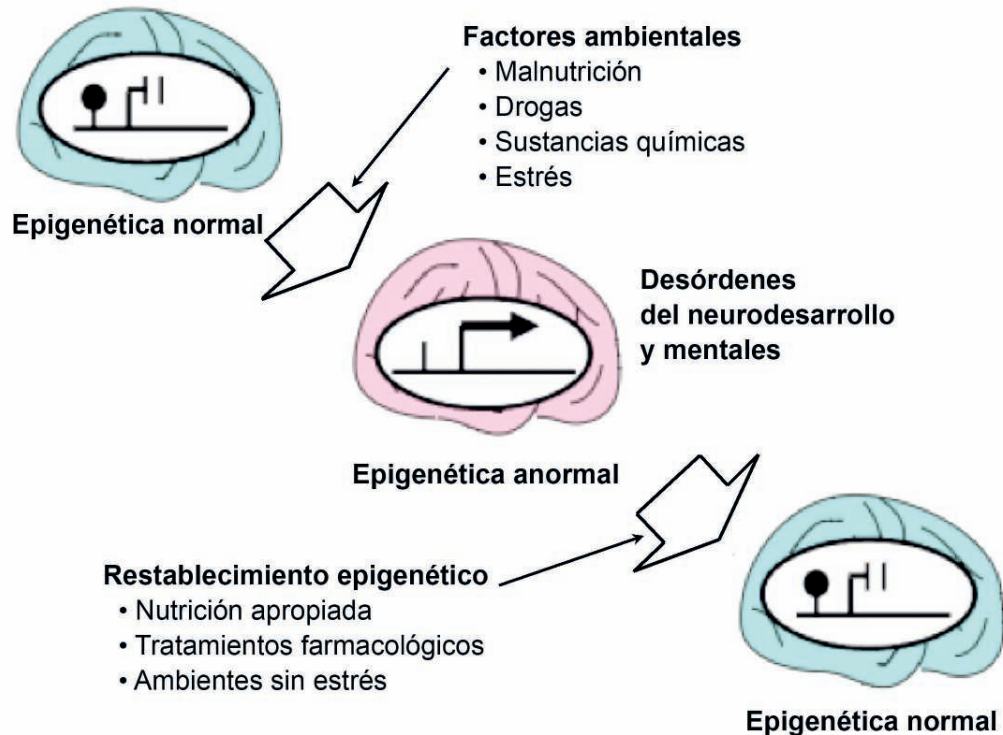 Factores ambientales
• Malnutrición
• Drogas
• Sustancias químicas
• Estrés
Epigenética normal
Desórdenes
del neurodesarrollo
y mentales
Epigenética anormal
Restablecimiento epigenético
• Nutrición apropiada
• Tratamientos farmacológicos
• Ambientes sin estrés
Epigenética normal